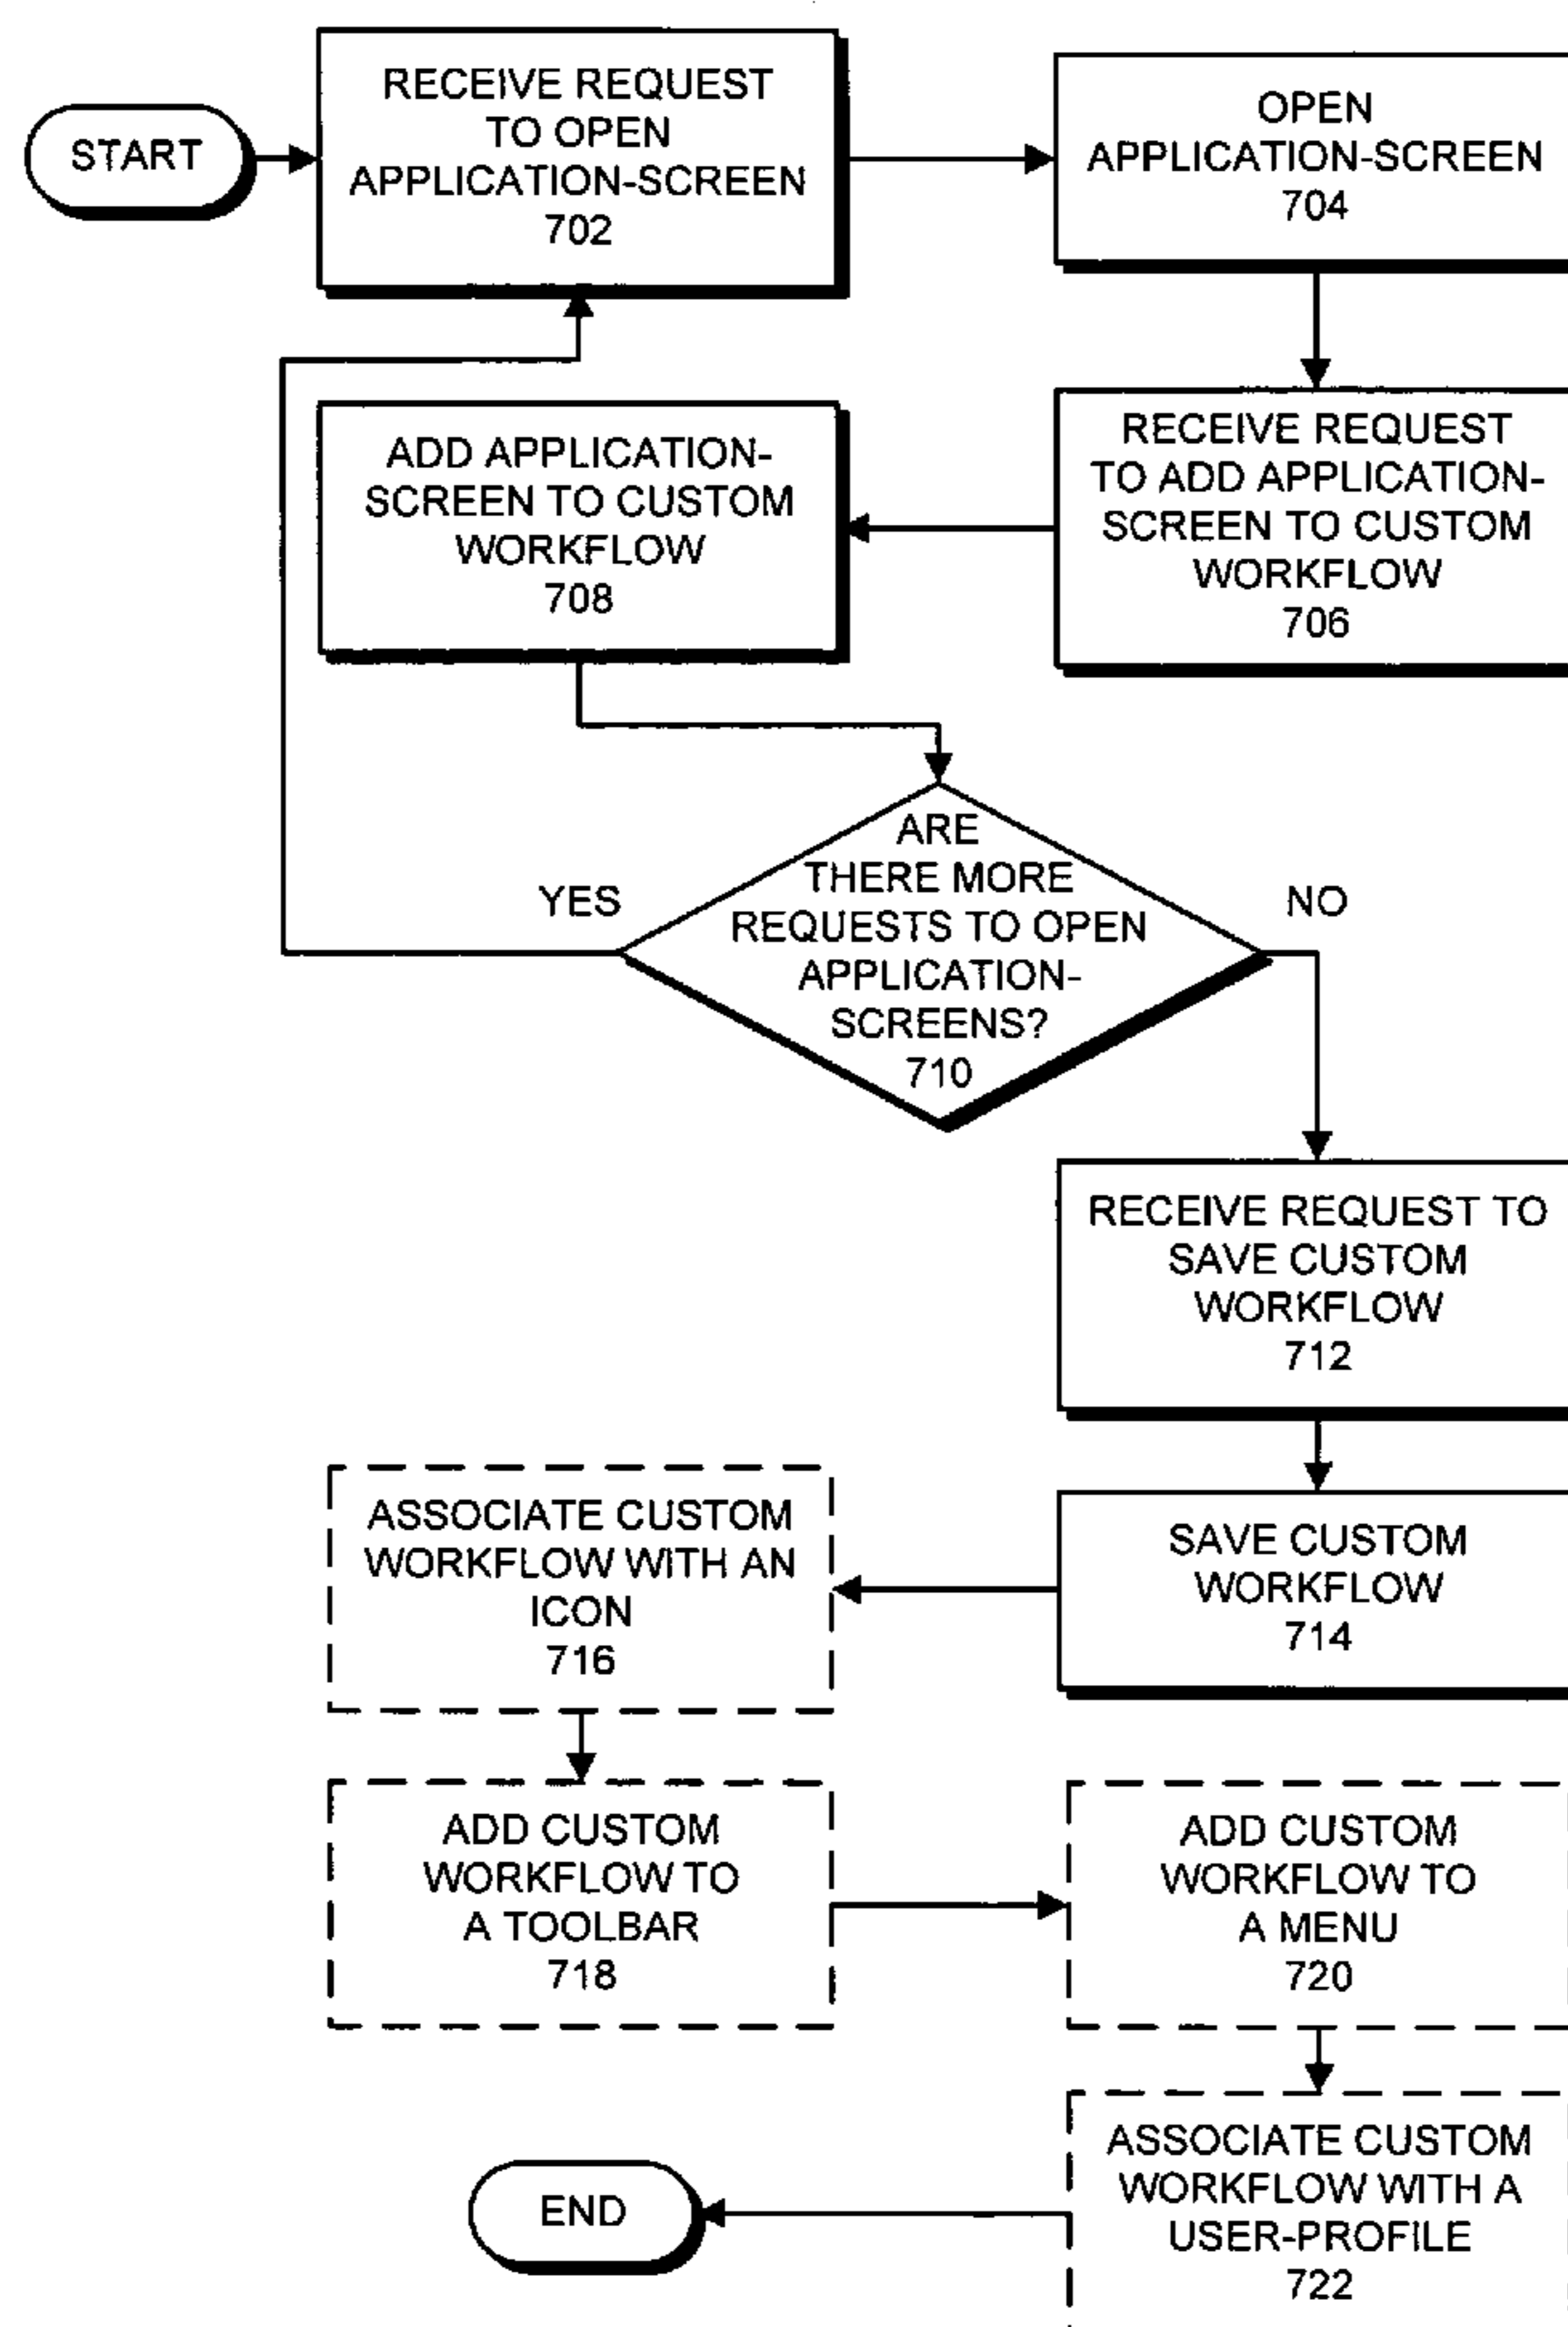 START
RECEIVE REQUEST
TO OPEN
APPLICATION-SCREEN
702
OPEN
APPLICATION-SCREEN
704
RECEIVE REQUEST
TO ADD APPLICATION-
SCREEN TO CUSTOM
WORKFLOW
706
ADD APPLICATION-
SCREEN TO CUSTOM
WORKFLOW
708
ARE
THERE MORE
REQUESTS TO OPEN
APPLICATION-
SCREENS?
710
YES
NO
RECEIVE REQUEST TO
SAVE CUSTOM
WORKFLOW
712
SAVE CUSTOM
WORKFLOW
714
ASSOCIATE CUSTOM
WORKFLOW WITH AN
ICON
716
ADD CUSTOM
WORKFLOW TO
A TOOLBAR
718
ADD CUSTOM
WORKFLOW TO
A MENU
720
ASSOCIATE CUSTOM
WORKFLOW WITH A
USER-PROFILE
722
END